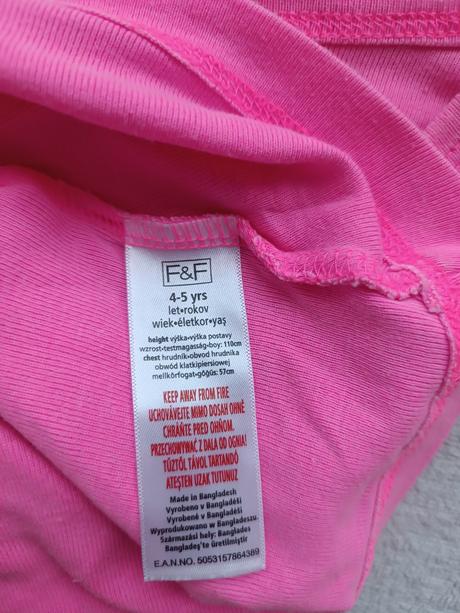 F&F
4-5 yrs
let•rokov
wiek•életkor•yaş
height výška•výška postavy
wzrost•testmagasság•boy: 110cm
chest hrudník•obvod hrudníka
obwód klatkipiersiowej
mellkörfogat•göğüs: 57cm
KEEP AWAY FROM FIRE
UCHOVÁVEJTE MIMO DOSAH OHNĚ
CHRÁŇTE PRED OHŇOM.
PRZECHOWYWAĆ Z DALA OD OGNIA!
TŰZTŐL TÁVOL TARTANDÓ
ATEŞTEN UZAK TUTUNUZ
Made in Bangladesh
Vyrobeno v Bangladéši
Vyrobené v Bangladéši
Wyprodukowano w Bangladeszu.
Származási hely: Banglades
Bangladeş'te üretilmiştir
E.A.N.NO. 5053157864389